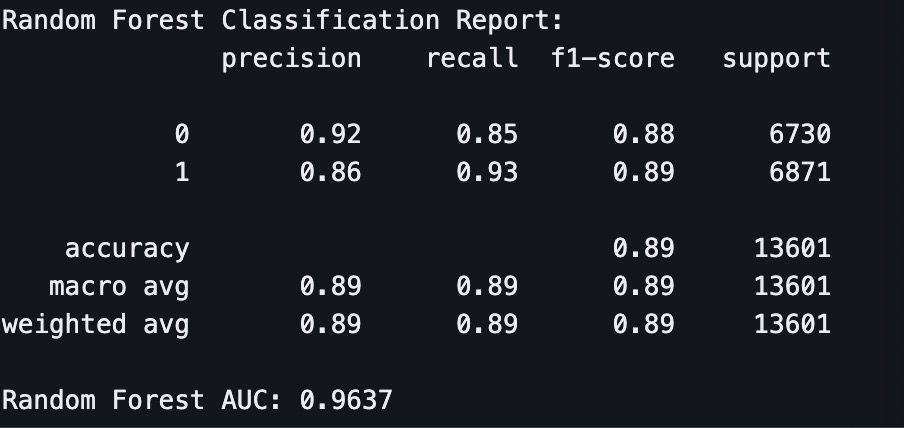 Random Forest Classification Report:
              precision    recall  f1-score   support

           0       0.92      0.85      0.88      6730
           1       0.86      0.93      0.89      6871

    accuracy                           0.89     13601
   macro avg       0.89      0.89      0.89     13601
weighted avg       0.89      0.89      0.89     13601

Random Forest AUC: 0.9637